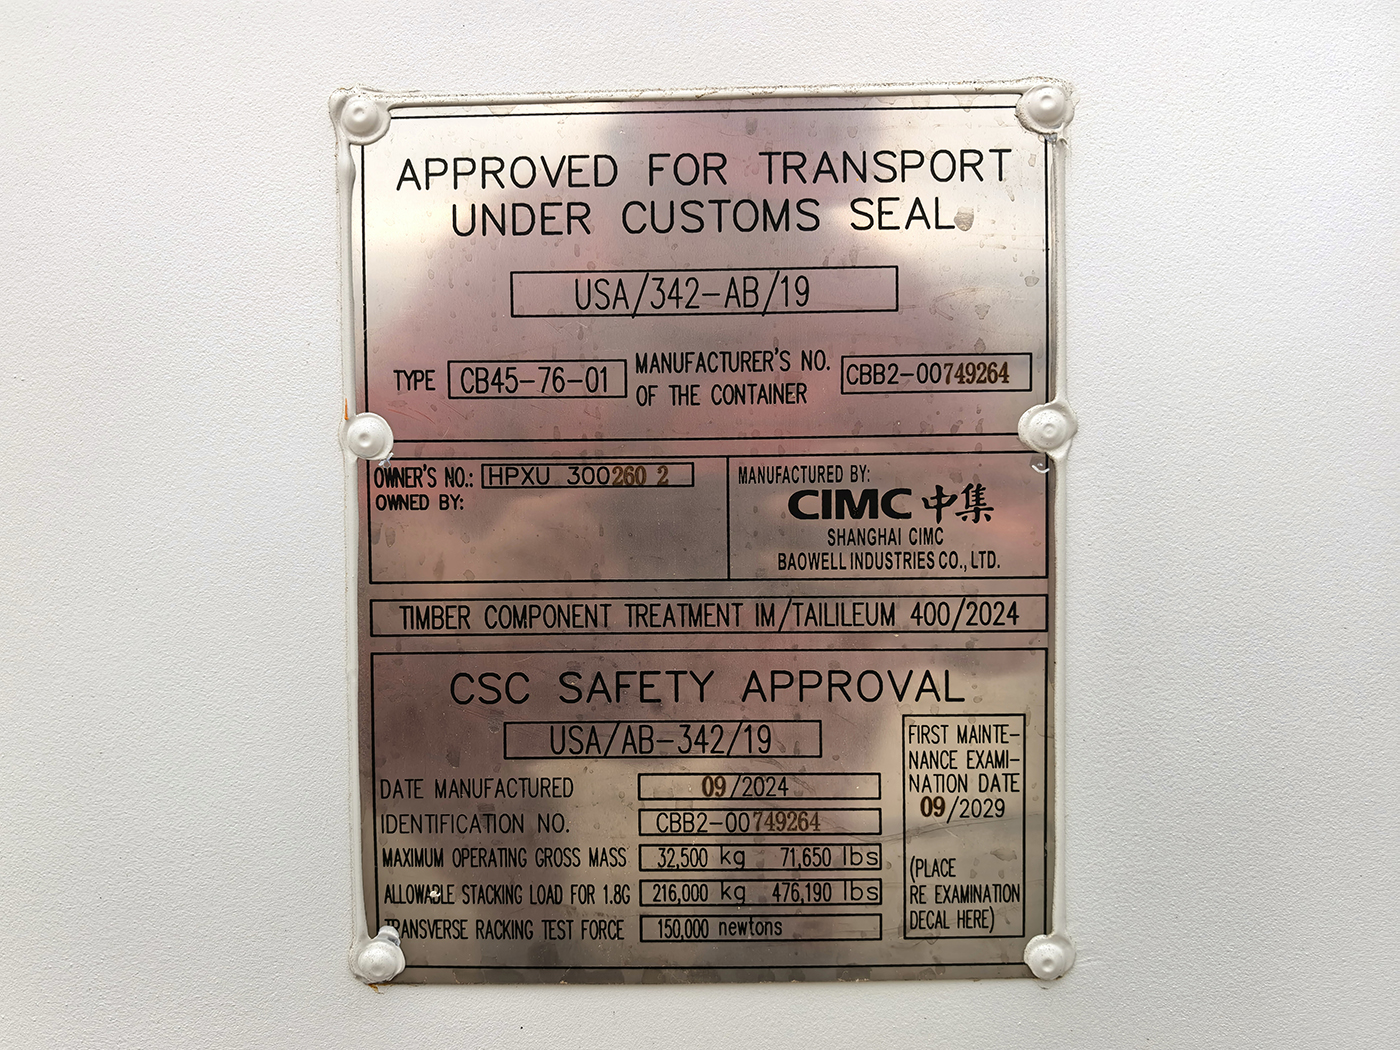 APPROVED FOR TRANSPORT
UNDER CUSTOMS SEAL
USA/342-AB/19
TYPE CB45-76-01 MANUFACTURER'S NO. OF THE CONTAINER CBB2-00749264
OWNER'S NO.: HPXU 300260 2
OWNED BY:
MANUFACTURED BY:
CIMC 中集
SHANGHAI CIMC
BAOWELL INDUSTRIES CO., LTD.
TIMBER COMPONENT TREATMENT IM/TAILILEUM 400/2024
CSC SAFETY APPROVAL
USA/AB-342/19
DATE MANUFACTURED 09/2024
IDENTIFICATION NO. CBB2-00749264
MAXIMUM OPERATING GROSS MASS 32,500 kg 71,650 lbs
ALLOWABLE STACKING LOAD FOR 1.8G 216,000 kg 476,190 lbs
TRANSVERSE RACKING TEST FORCE 150,000 newtons
FIRST MAINTE-
NANCE EXAMI-
NATION DATE
09/2029
(PLACE
RE EXAMINATION
DECAL HERE)